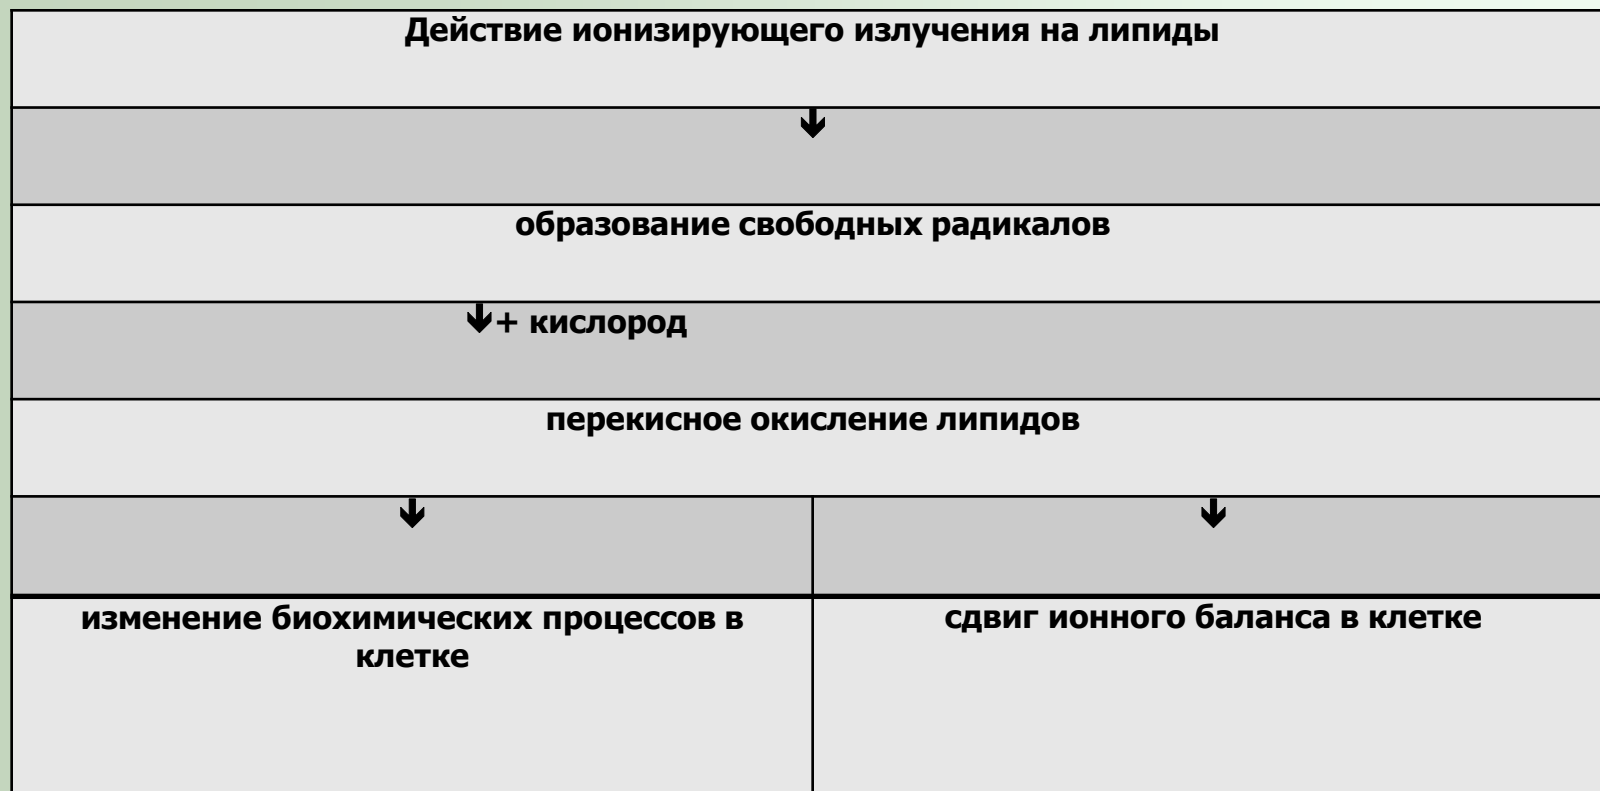 Действие ионизирующего излучения на липиды
🡻
образование свободных радикалов
🡻+ кислород
перекисное окисление липидов
🡻 🡻
изменение биохимических процессов в
клетке
сдвиг ионного баланса в клетке